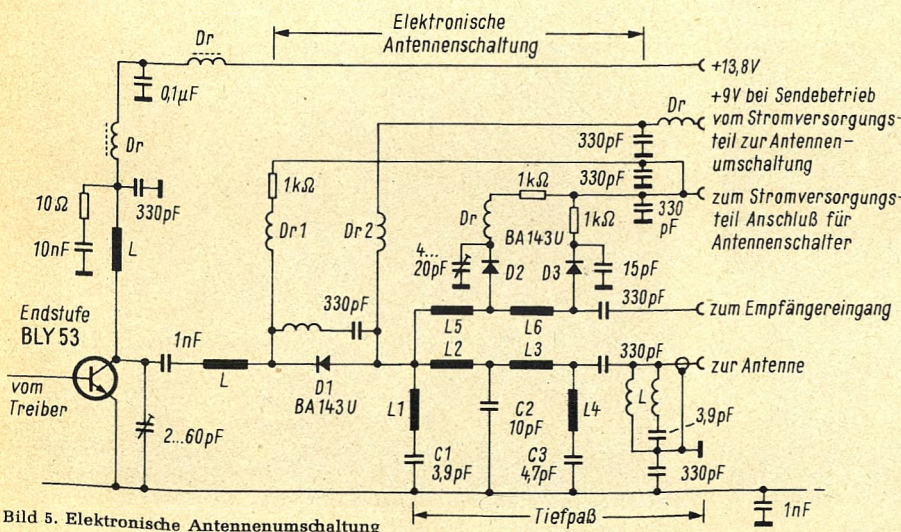 Elektronische
Antennenschaltung
Dr
+13,8V
0,1µF
+9V bei Sendebetrieb
vom Stromversorgungs-
teil zur Antennen-
umschaltung
Dr
330pF
Dr
330pF
1kΩ
330pF
1kΩ
330
pF
zum Stromversorgungs-
teil Anschluß für
Antennenschalter
10Ω
330pF
10nF
L
Dr1
Dr2
Dr
1kΩ
BA143U
4...
20pF
D2
D3
15pF
330pF
330pF
zum Empfängereingang
L5
L6
Endstufe
BLY 53
1nF
L
D1
BA143U
L2
L3
330pF
zur Antenne
vom
Treiber
2...60pF
L1
C1
3,9pF
C2
10pF
L4
C3
4,7pF
L
3,9pF
330pF
1nF
Tiefpaß
Bild 5. Elektronische Antennenumschaltung